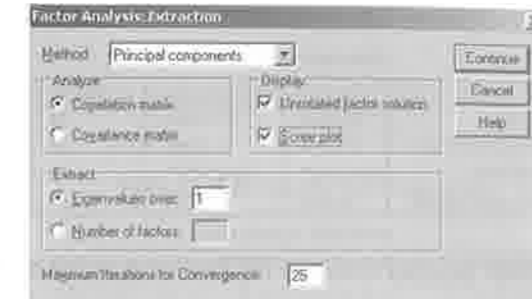 Factor Analysis: Extraction
Method: Principal components
Continue
Cancel
Help
Analyze
Correlation matrix
Covariance matrix
Display
Unrotated factor solution
Scree plot
Extract
Eigenvalues over: 1
Number of factors:
Maximum Iterations for Convergence: 25